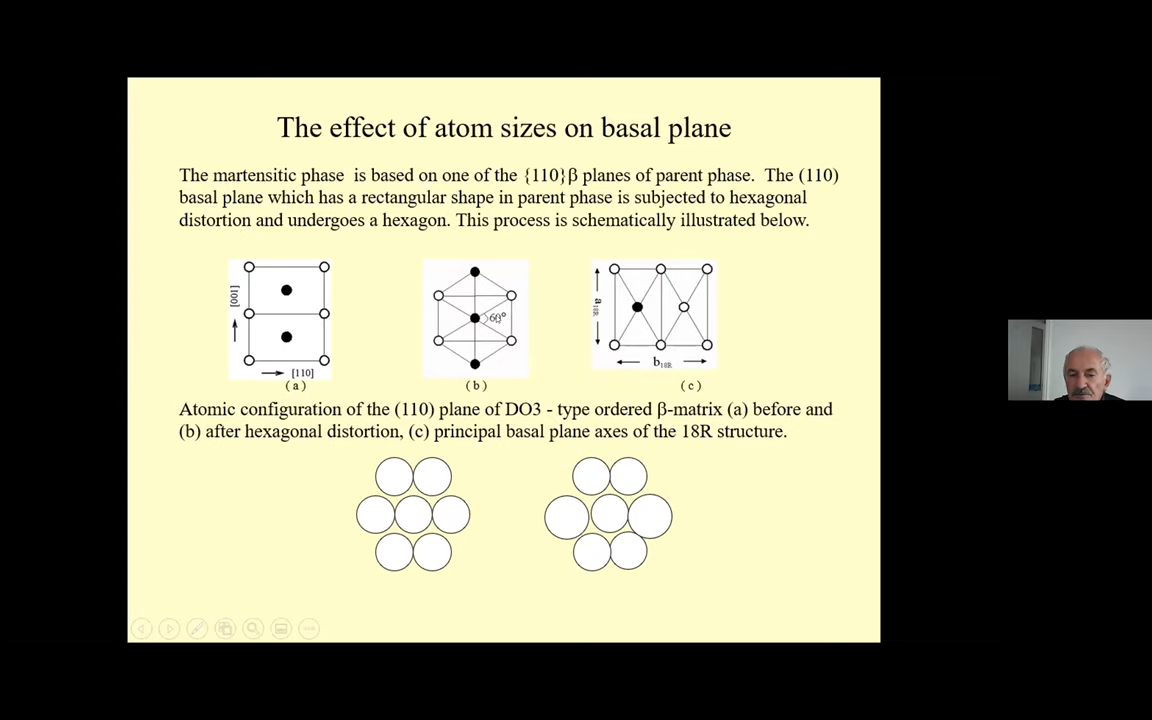 The effect of atom sizes on basal plane
The martensitic phase is based on one of the {110}β planes of parent phase. The (110)
basal plane which has a rectangular shape in parent phase is subjected to hexagonal
distortion and undergoes a hexagon. This process is schematically illustrated below.
[001]
[110]
(a)
60°
(b)
a18R
b18R
(c)
Atomic configuration of the (110) plane of DO3 - type ordered β-matrix (a) before and
(b) after hexagonal distortion, (c) principal basal plane axes of the 18R structure.